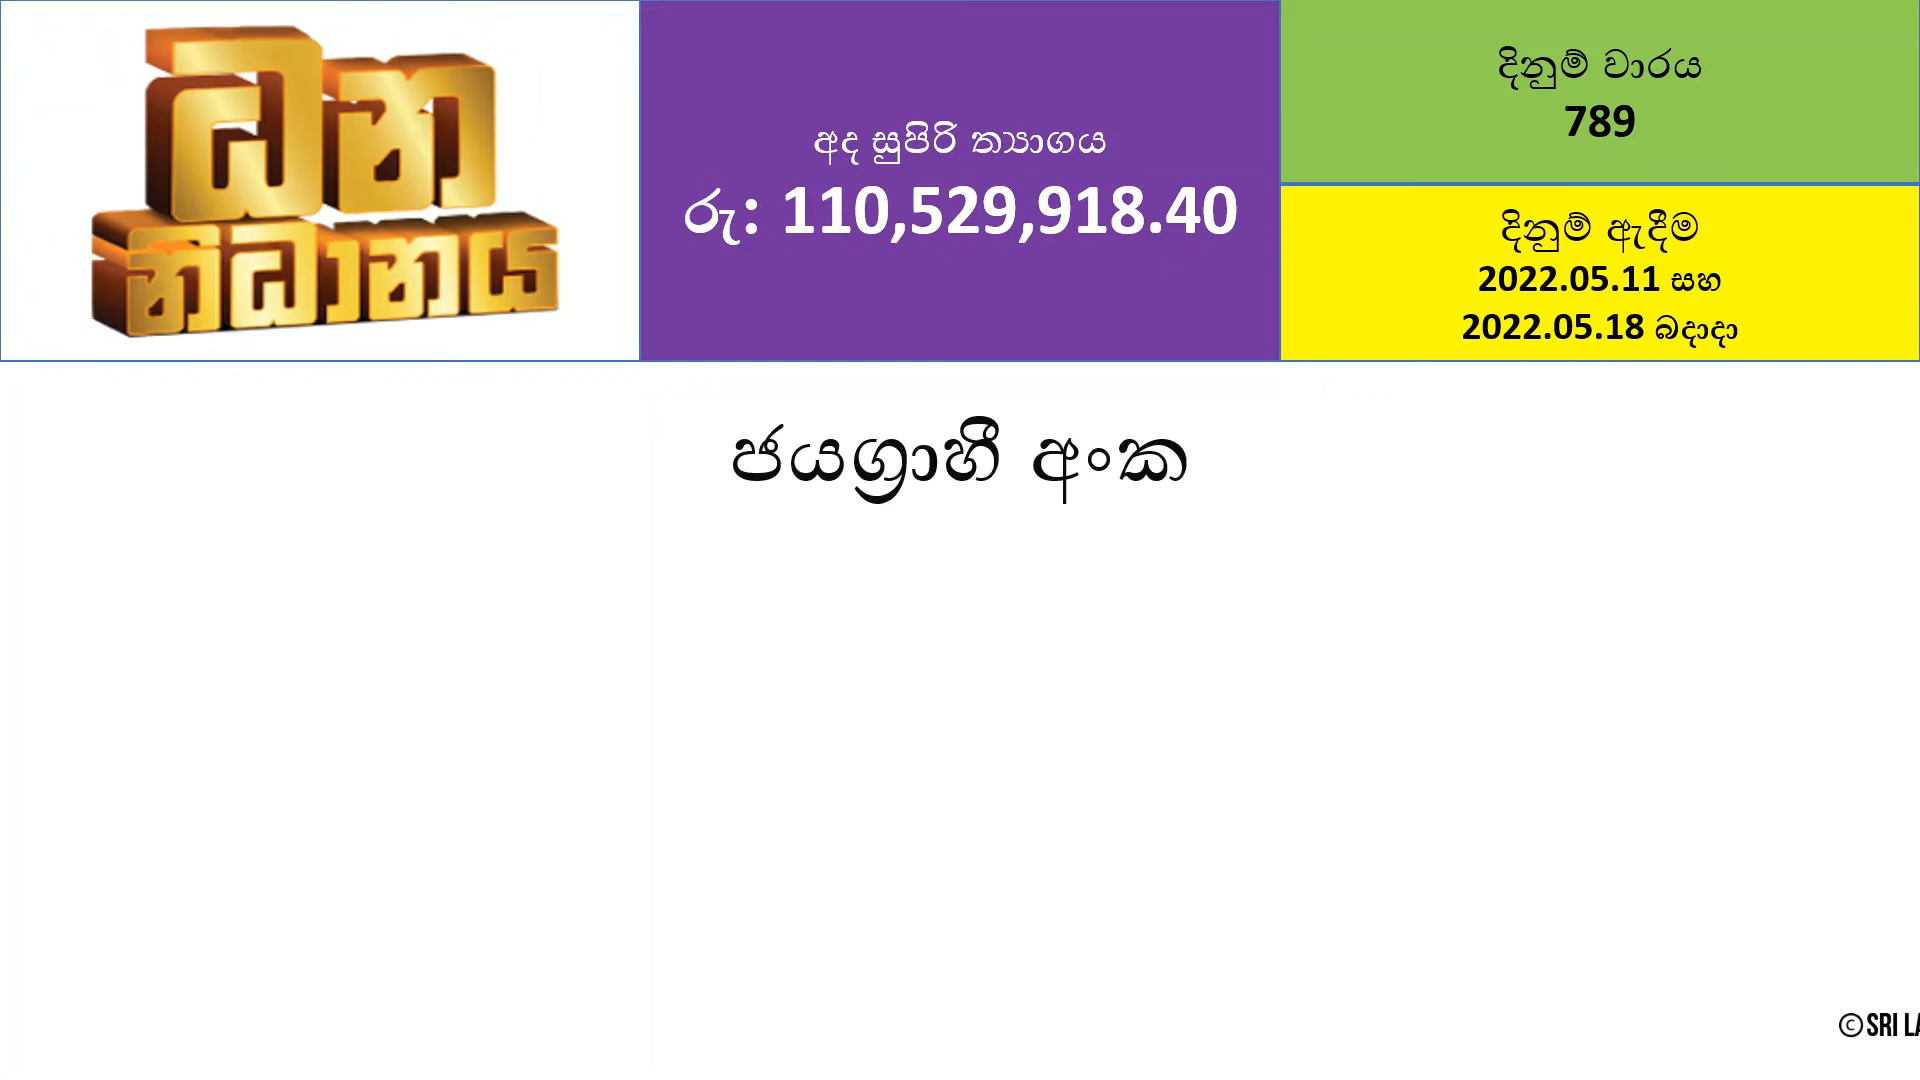 ධන
නිධානය
අද සුපිරි ත්‍යාගය
රු: 110,529,918.40
දිනුම් වාරය
789
දිනුම් ඇදීම
2022.05.11 සහ
2022.05.18 බදාදා
ජයග්‍රාහී අංක
© SRI LA